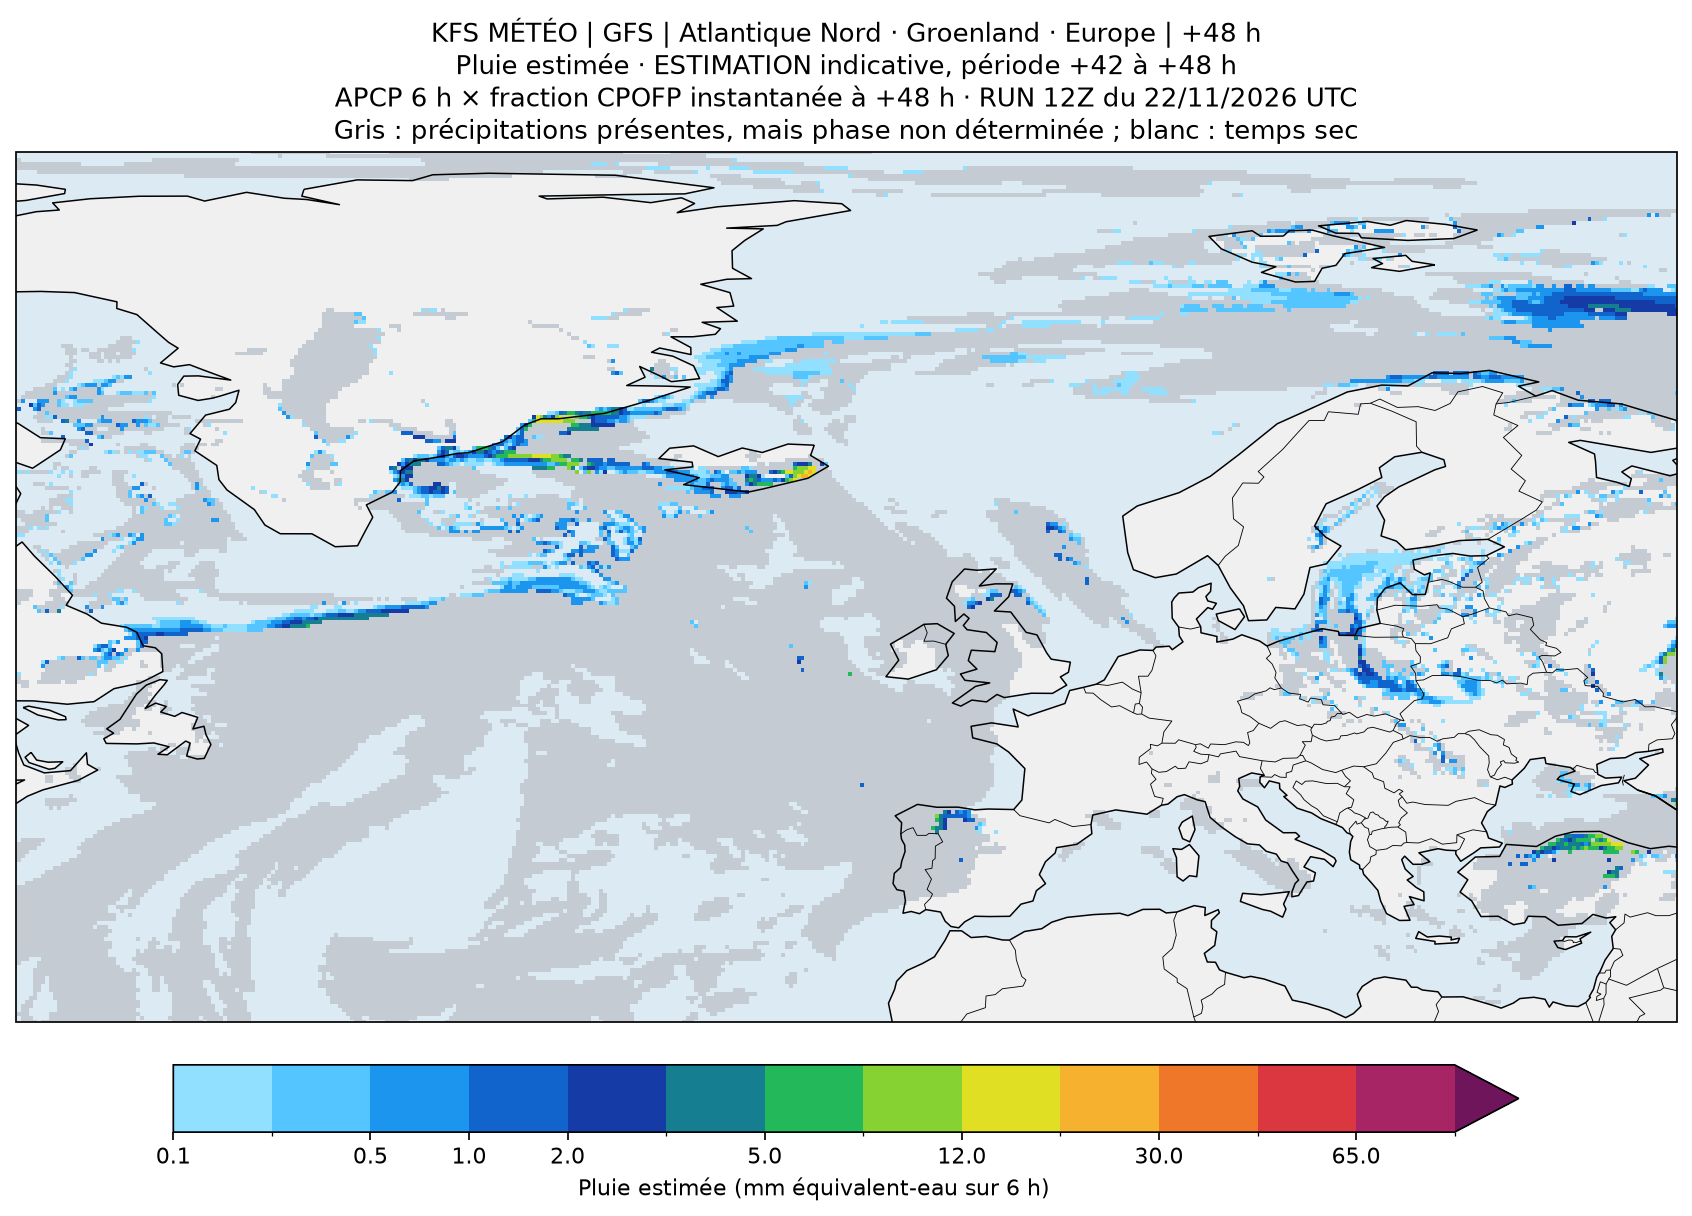 KFS MÉTÉO | GFS | Atlantique Nord · Groenland · Europe | +48 h
Pluie estimée · ESTIMATION indicative, période +42 à +48 h
APCP 6 h × fraction CPOFP instantanée à +48 h · RUN 12Z du 22/11/2026 UTC
Gris : précipitations présentes, mais phase non déterminée ; blanc : temps sec
0.1 0.5 1.0 2.0 5.0 12.0 30.0 65.0
Pluie estimée (mm équivalent-eau sur 6 h)